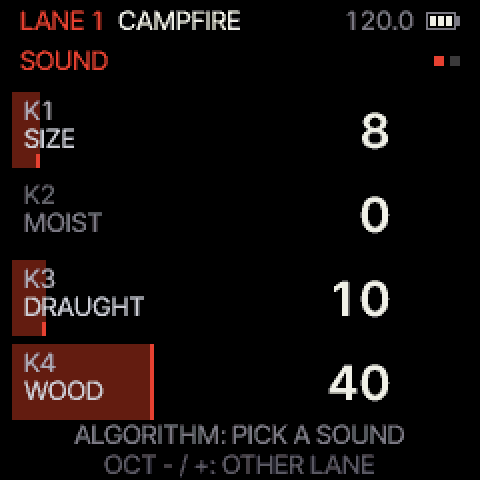 LANE 1 CAMPFIRE 120.0
SOUND
K1
SIZE 8
K2
MOIST 0
K3
DRAUGHT 10
K4
WOOD 40
ALGORITHM: PICK A SOUND
OCT - / +: OTHER LANE